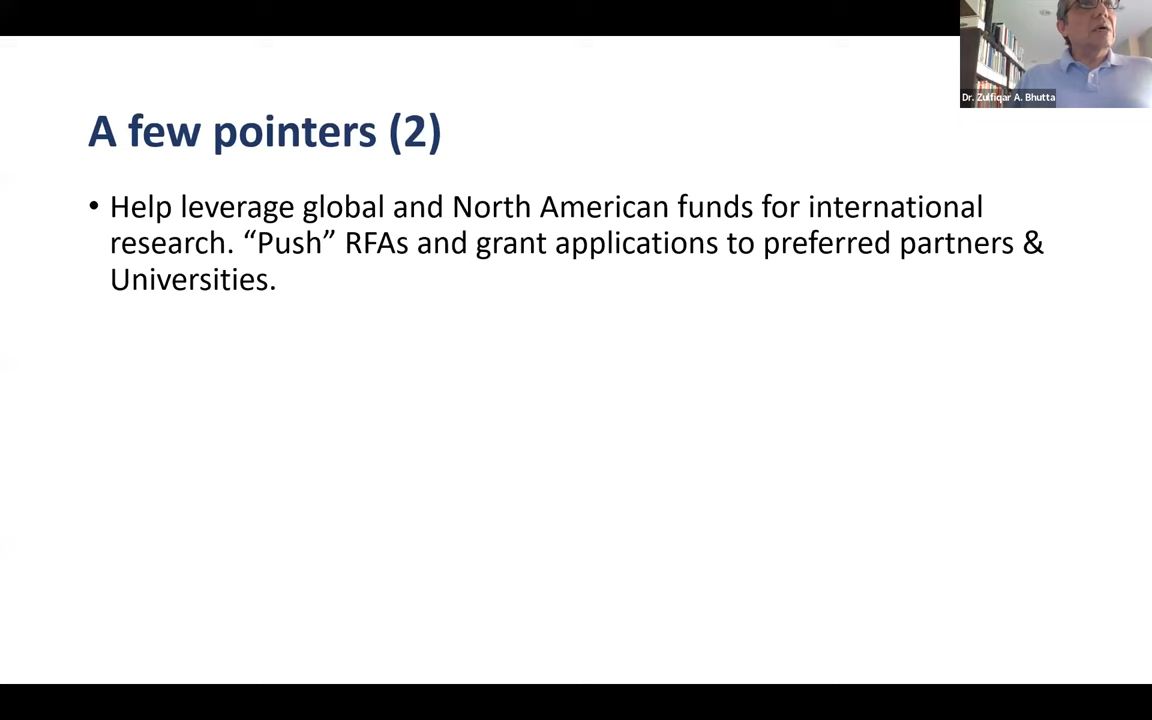 Dr. Zulfiqar A. Bhutta
A few pointers (2)
• Help leverage global and North American funds for international
research. “Push” RFAs and grant applications to preferred partners &
Universities.